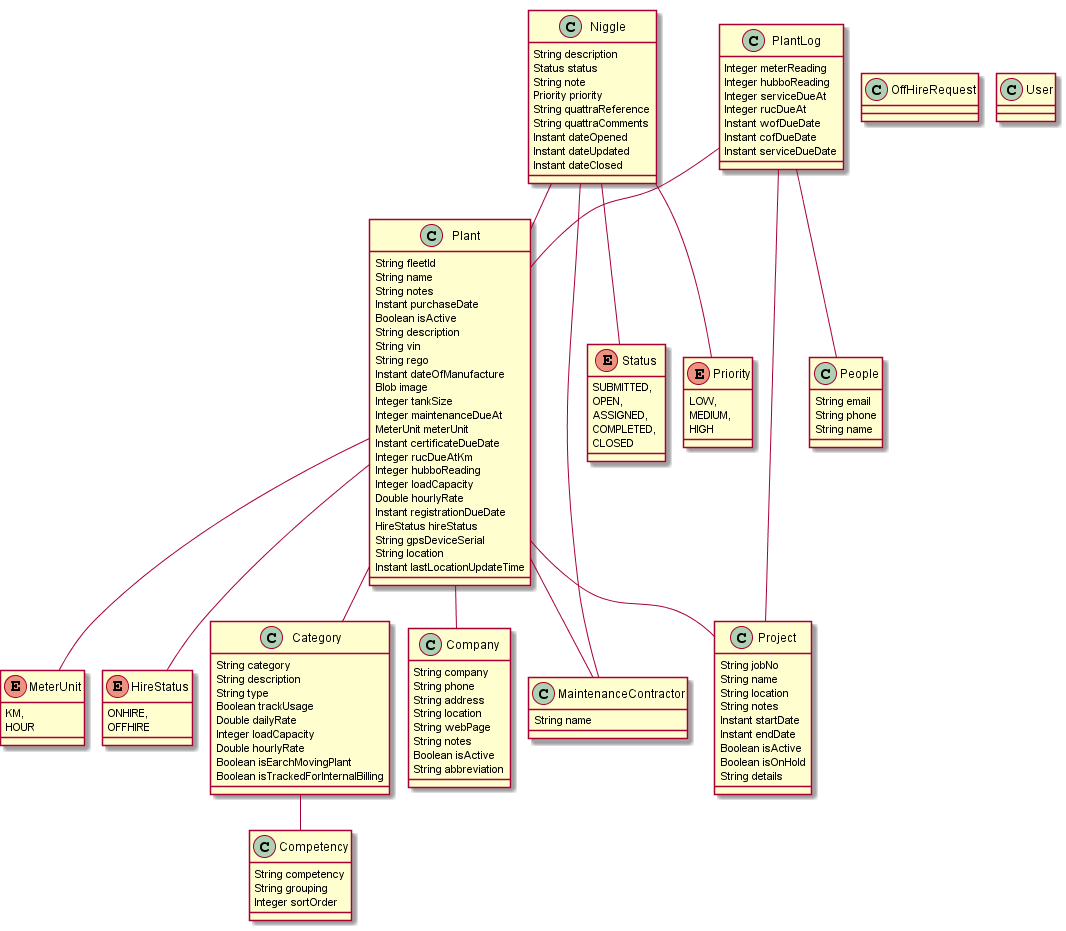 C Niggle
String description
Status status
String note
Priority priority
String quattraReference
String quattraComments
Instant dateOpened
Instant dateUpdated
Instant dateClosed
C PlantLog
Integer meterReading
Integer hubboReading
Integer serviceDueAt
Integer rucDueAt
Instant wofDueDate
Instant cofDueDate
Instant serviceDueDate
C OffHireRequest
C User
C Plant
String fleetId
String name
String notes
Instant purchaseDate
Boolean isActive
String description
String vin
String rego
Instant dateOfManufacture
Blob image
Integer tankSize
Integer maintenanceDueAt
MeterUnit meterUnit
Instant certificateDueDate
Integer rucDueAtKm
Integer hubboReading
Integer loadCapacity
Double hourlyRate
Instant registrationDueDate
HireStatus hireStatus
String gpsDeviceSerial
String location
Instant lastLocationUpdateTime
E Status
SUBMITTED,
OPEN,
ASSIGNED,
COMPLETED,
CLOSED
E Priority
LOW,
MEDIUM,
HIGH
C People
String email
String phone
String name
E MeterUnit
KM,
HOUR
E HireStatus
ONHIRE,
OFFHIRE
C Category
String category
String description
String type
Boolean trackUsage
Double dailyRate
Integer loadCapacity
Double hourlyRate
Boolean isEarchMovingPlant
Boolean isTrackedForInternalBilling
C Company
String company
String phone
String address
String location
String webPage
String notes
Boolean isActive
String abbreviation
C MaintenanceContractor
String name
C Project
String jobNo
String name
String location
String notes
Instant startDate
Instant endDate
Boolean isActive
Boolean isOnHold
String details
C Competency
String competency
String grouping
Integer sortOrder